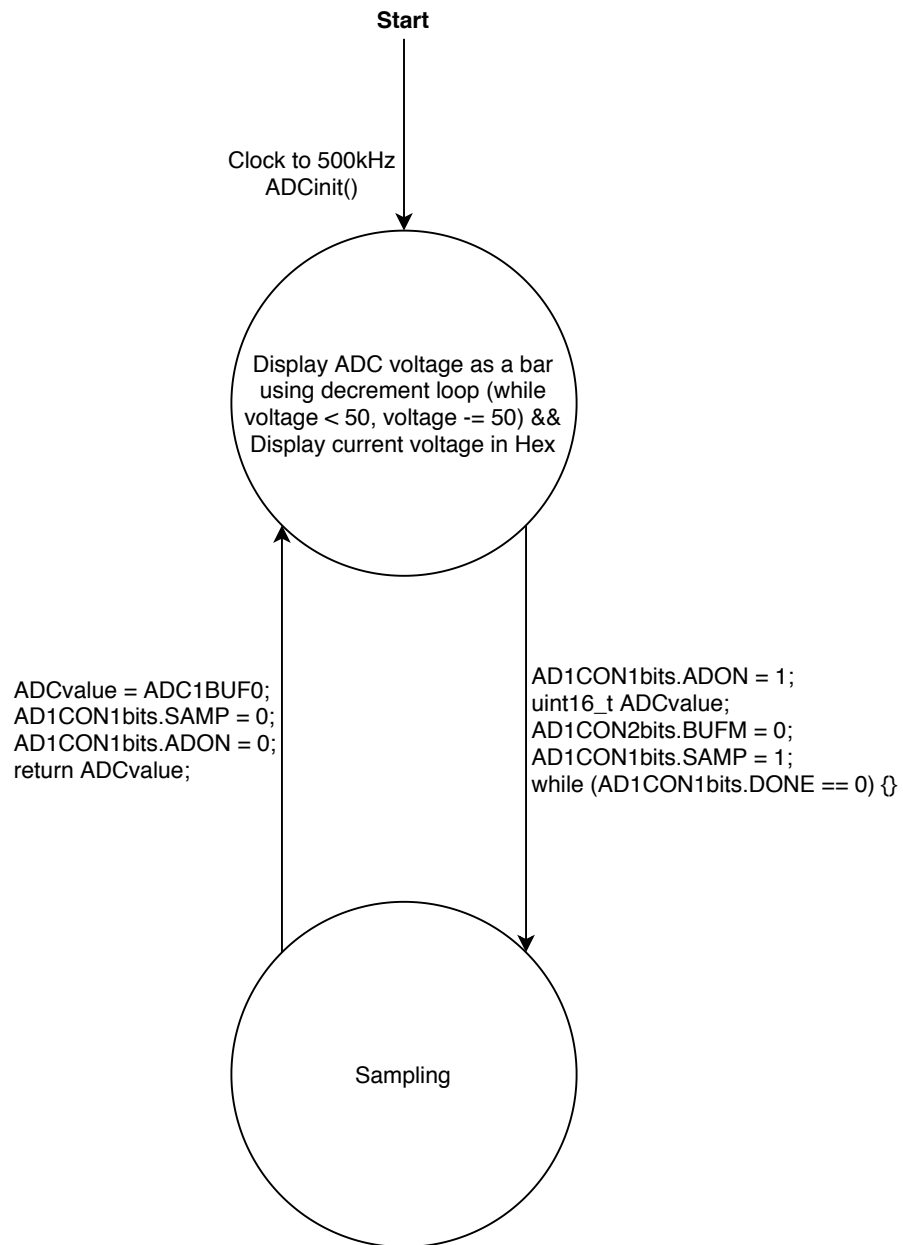 Start
Clock to 500kHz
ADCinit()
Display ADC voltage as a bar
using decrement loop (while
voltage < 50, voltage -= 50) &&
Display current voltage in Hex
ADCvalue = ADC1BUF0;
AD1CON1bits.SAMP = 0;
AD1CON1bits.ADON = 0;
return ADCvalue;
AD1CON1bits.ADON = 1;
uint16_t ADCvalue;
AD1CON2bits.BUFM = 0;
AD1CON1bits.SAMP = 1;
while (AD1CON1bits.DONE == 0) {}
Sampling